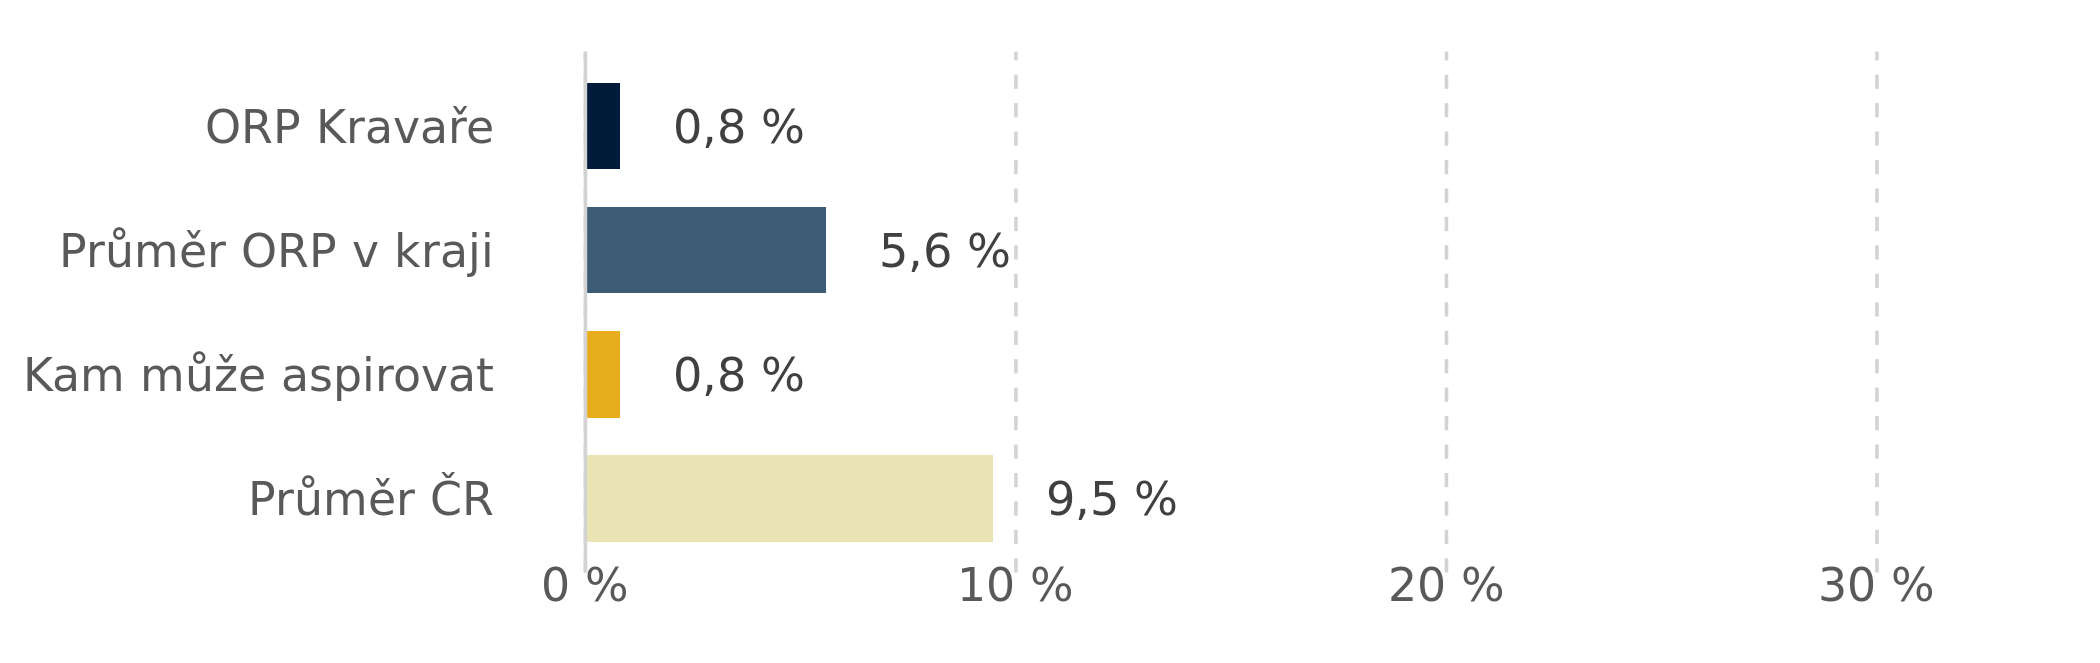 ORP Kravaře 0,8 %
Průměr ORP v kraji 5,6 %
Kam může aspirovat 0,8 %
Průměr ČR 9,5 %
0 % 10 % 20 % 30 %